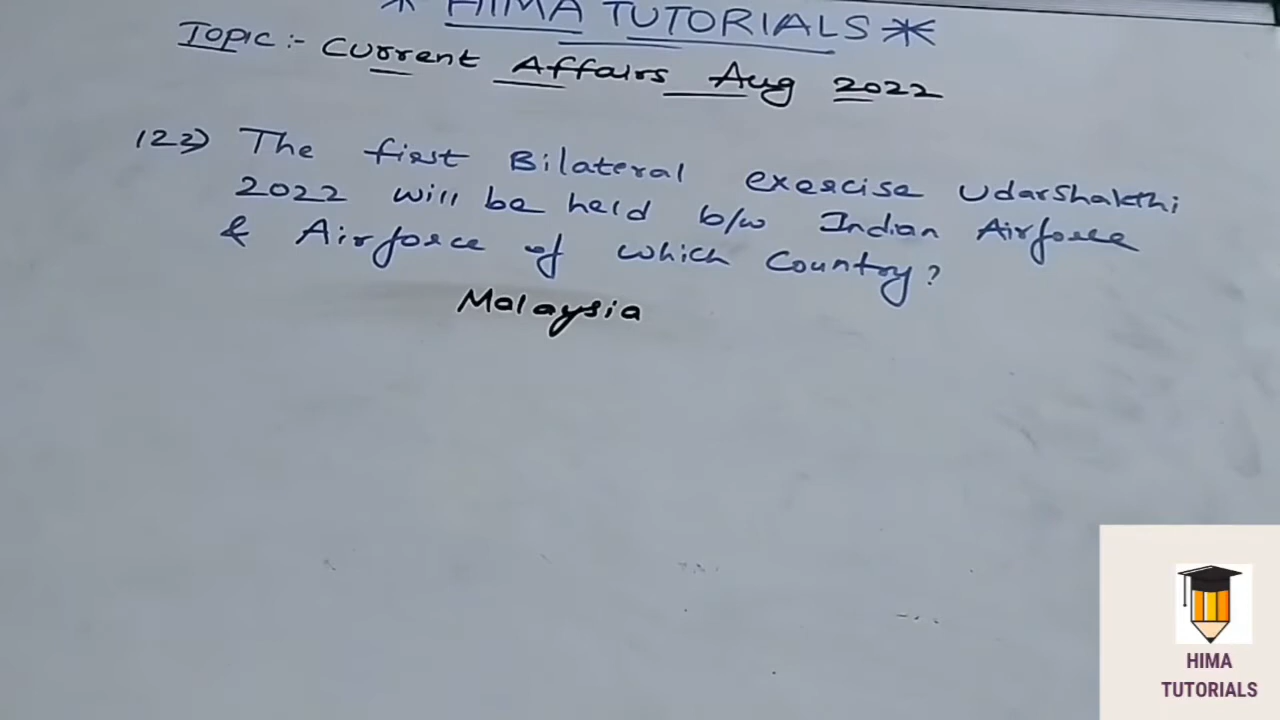 * HIMA TUTORIALS *
Topic:- Current Affairs Aug 2022
123) The first Bilateral exercise Udarshakthi
2022 will be held b/w Indian Airforce
& Airforce of which Country?
Malaysia
HIMA
TUTORIALS